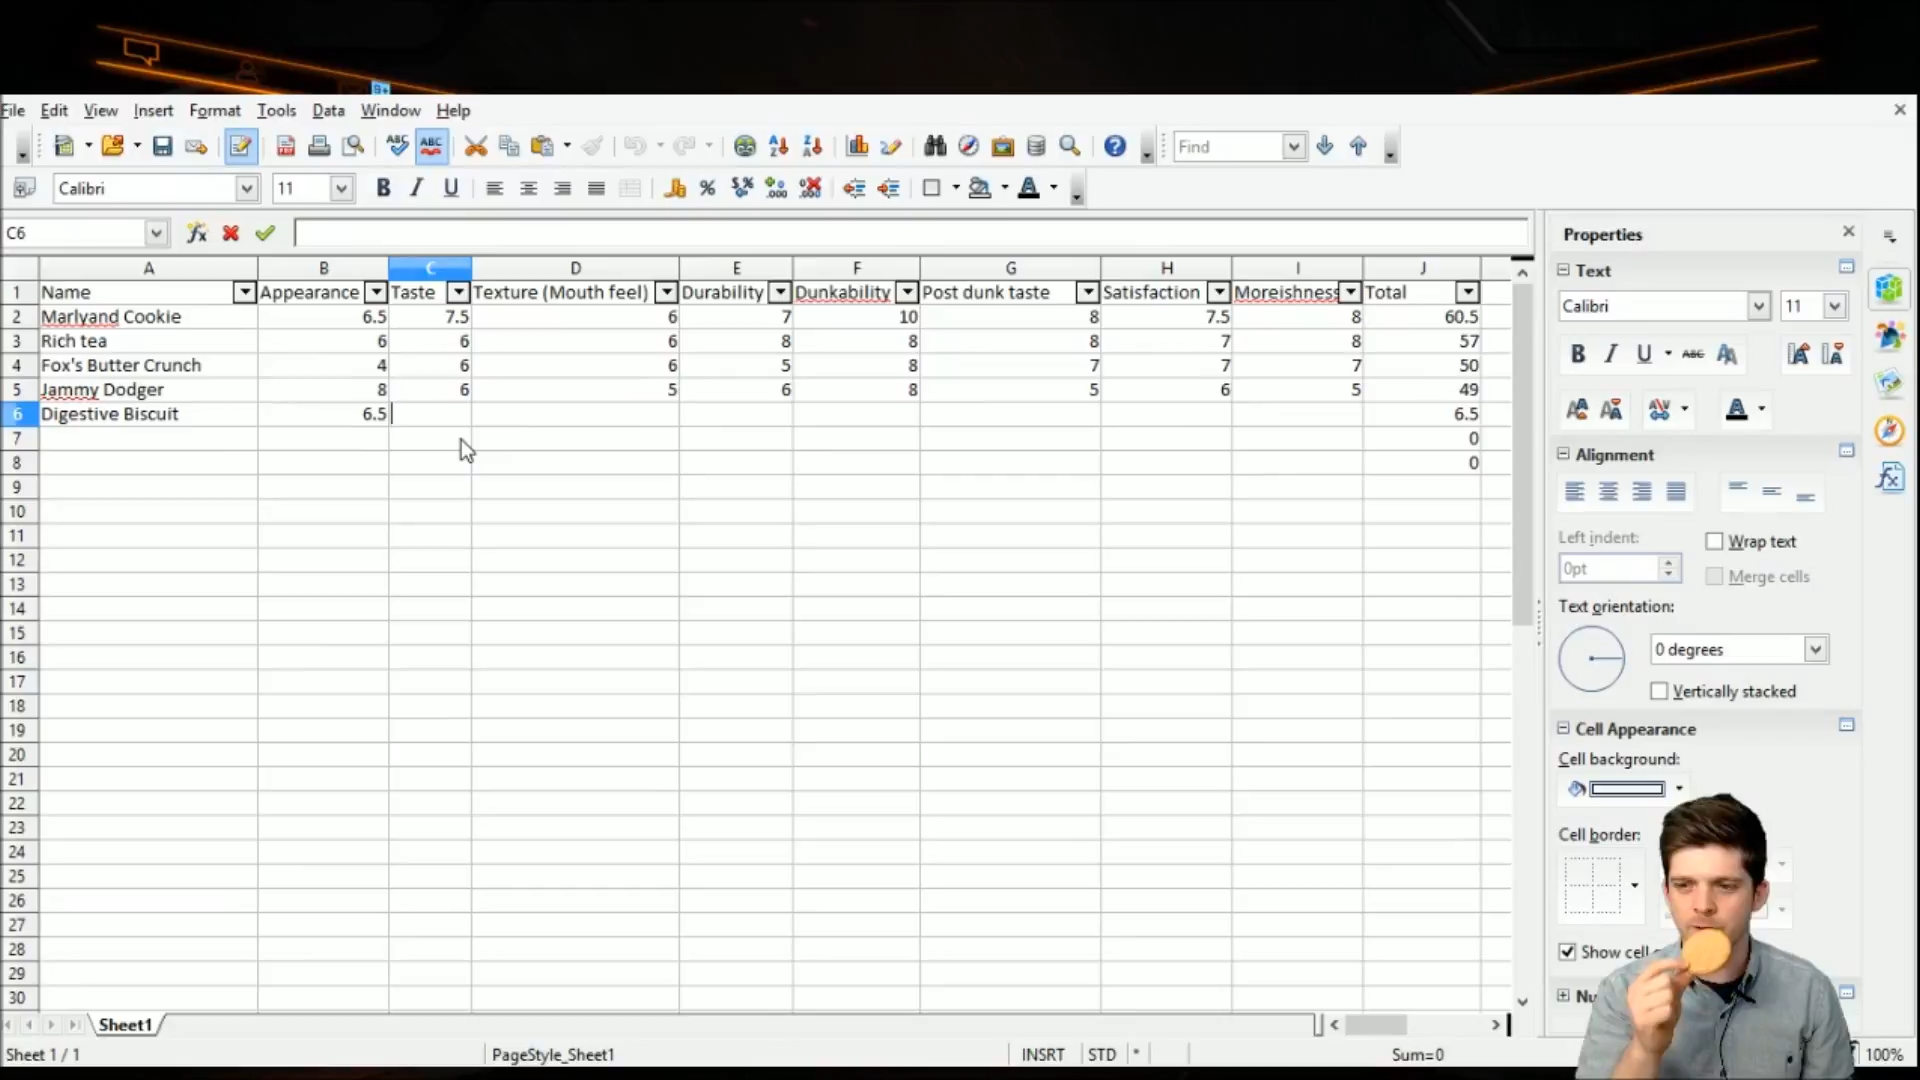 File Edit View Insert Format Tools Data Window Help
Find
Calibri 11
C6
Properties
A B C D E F G H I J
Text
1 Name Appearance Taste Texture (Mouth feel) Durability Dunkability Post dunk taste Satisfaction Moreishness Total
Calibri 11
2 Marlyand Cookie 6.5 7.5 6 7 10 8 7.5 8 60.5
3 Rich tea 6 6 6 8 8 8 7 8 57
4 Fox's Butter Crunch 4 6 6 5 8 7 7 7 50
5 Jammy Dodger 8 6 5 6 8 5 6 5 49
6 Digestive Biscuit 6.5 6.5
7 0
8 0
9
10
11
12
13
14
15
16
17
18
19
20
21
22
23
24
25
26
27
28
29
30
Alignment
Left indent:
Wrap text
0pt
Merge cells
Text orientation:
0 degrees
Vertically stacked
Cell Appearance
Cell background:
Cell border:
Show cell
Nu
Sheet1
Sheet 1 / 1 PageStyle_Sheet1 INSRT STD * Sum=0 100%